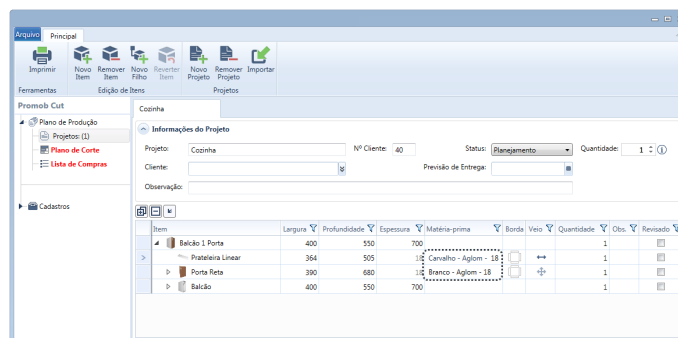 Arquivo Principal
Imprimir Novo Item Remover Item Novo Filho Reverter Item Novo Projeto Remover Projeto Importar
Ferramentas Edição de Itens Projetos
Promob Cut
Plano de Produção
Projetos: (1)
Plano de Corte
Lista de Compras
Cadastros
Cozinha
Informações do Projeto
Projeto: Cozinha Nº Cliente: 40 Status: Planejamento Quantidade: 1
Cliente: Previsão de Entrega:
Observação:
Item Largura Profundidade Espessura Matéria-prima Borda Veio Quantidade Obs. Revisado
Balcão 1 Porta 400 550 700 1
Prateleira Linear 364 505 18 Carvalho - Aglom - 18 1
Porta Reta 390 680 18 Branco - Aglom - 18 1
Balcão 400 550 700 1